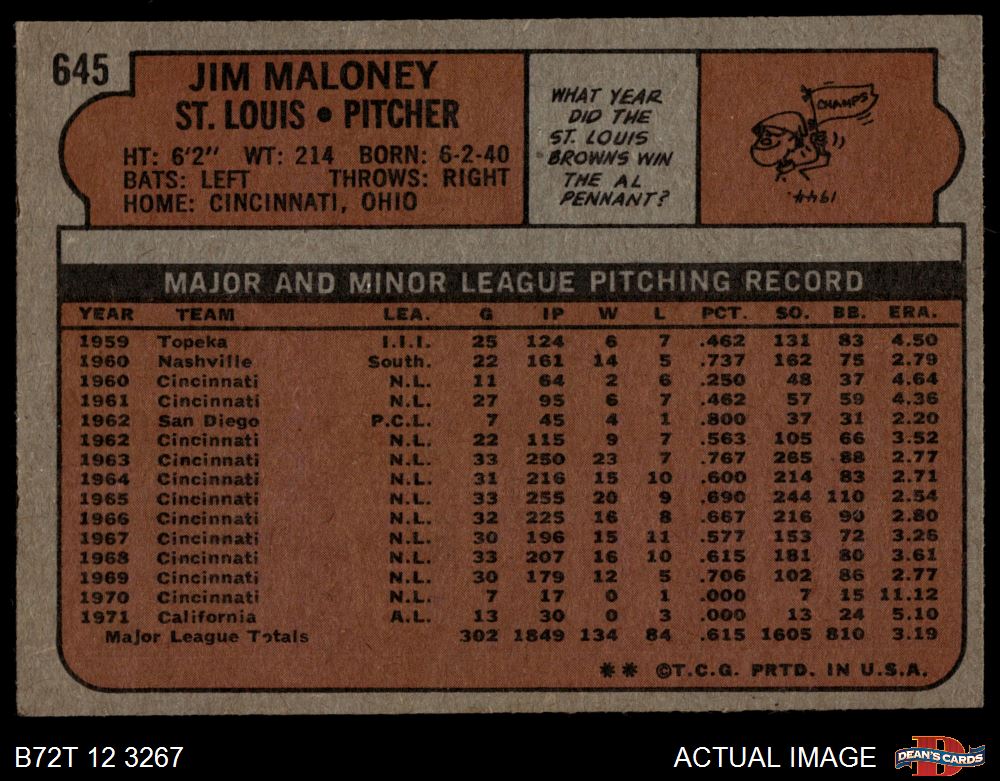 645
JIM MALONEY
ST. LOUIS • PITCHER
HT: 6'2" WT: 214 BORN: 6-2-40
BATS: LEFT THROWS: RIGHT
HOME: CINCINNATI, OHIO
WHAT YEAR
DID THE
ST. LOUIS
BROWNS WIN
THE AL
PENNANT?
CHAMPS
1944
MAJOR AND MINOR LEAGUE PITCHING RECORD
YEAR TEAM LEA. G IP W L PCT. SO. BB. ERA.
1959 Topeka I.I.I. 25 124 6 7 .462 131 83 4.50
1960 Nashville South. 22 161 14 5 .737 162 75 2.79
1960 Cincinnati N.L. 11 64 2 6 .250 48 37 4.64
1961 Cincinnati N.L. 27 95 6 7 .462 57 59 4.36
1962 San Diego P.C.L. 7 45 4 1 .800 37 31 2.20
1962 Cincinnati N.L. 22 115 9 7 .563 105 66 3.52
1963 Cincinnati N.L. 33 250 23 7 .767 265 88 2.77
1964 Cincinnati N.L. 31 216 15 10 .600 214 83 2.71
1965 Cincinnati N.L. 33 255 20 9 .690 244 110 2.54
1966 Cincinnati N.L. 32 225 16 8 .667 216 90 2.80
1967 Cincinnati N.L. 30 196 15 11 .577 153 72 3.26
1968 Cincinnati N.L. 33 207 16 10 .615 181 80 3.61
1969 Cincinnati N.L. 30 179 12 5 .706 102 86 2.77
1970 Cincinnati N.L. 7 17 0 1 .000 7 15 11.12
1971 California A.L. 13 30 0 3 .000 13 24 5.10
Major League Totals 302 1849 134 84 .615 1605 810 3.19
** ©T.C.G. PRTD. IN U.S.A.
B72T 12 3267
ACTUAL IMAGE
D
DEAN'S CARDS